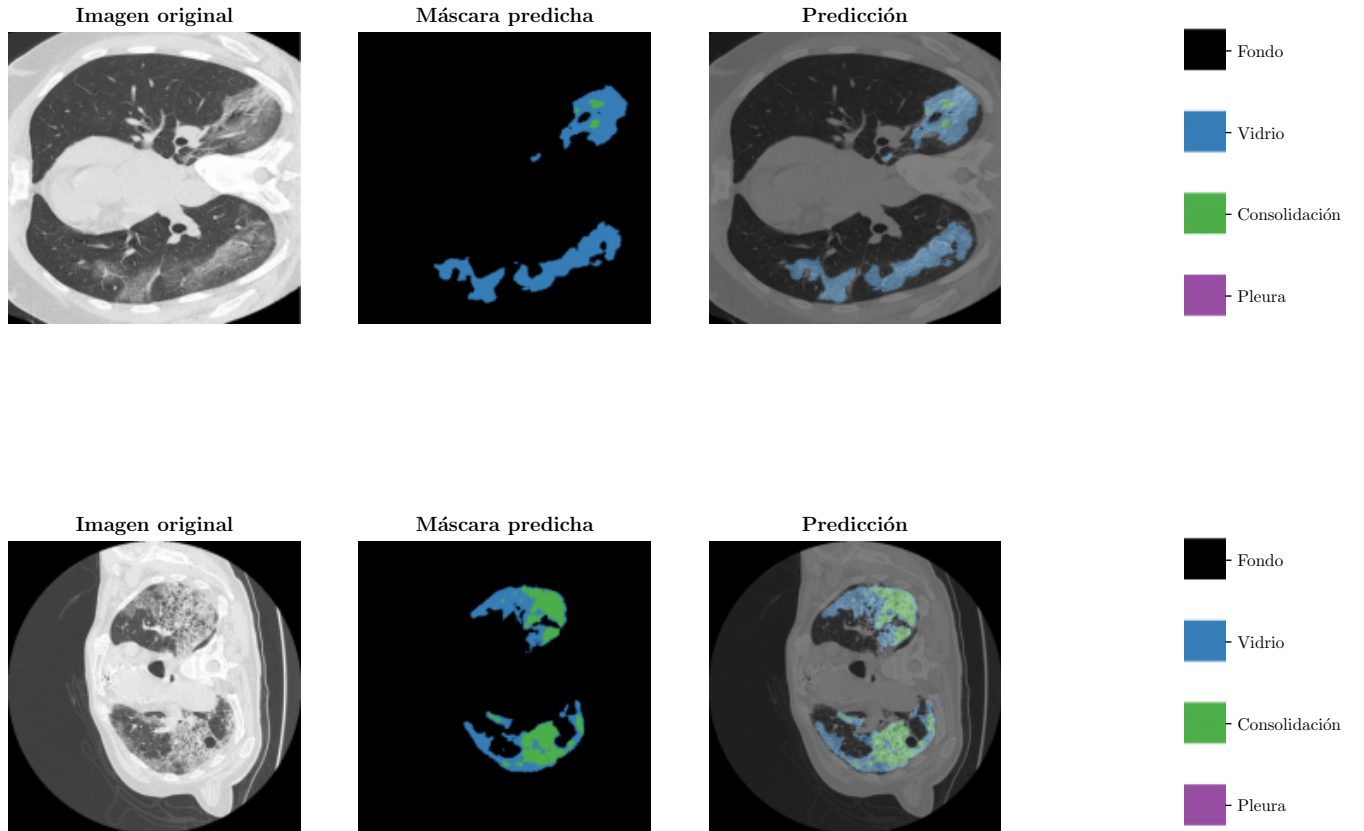 Imagen original
Máscara predicha
Predicción
Fondo
Vidrio
Consolidación
Pleura
Imagen original
Máscara predicha
Predicción
Fondo
Vidrio
Consolidación
Pleura